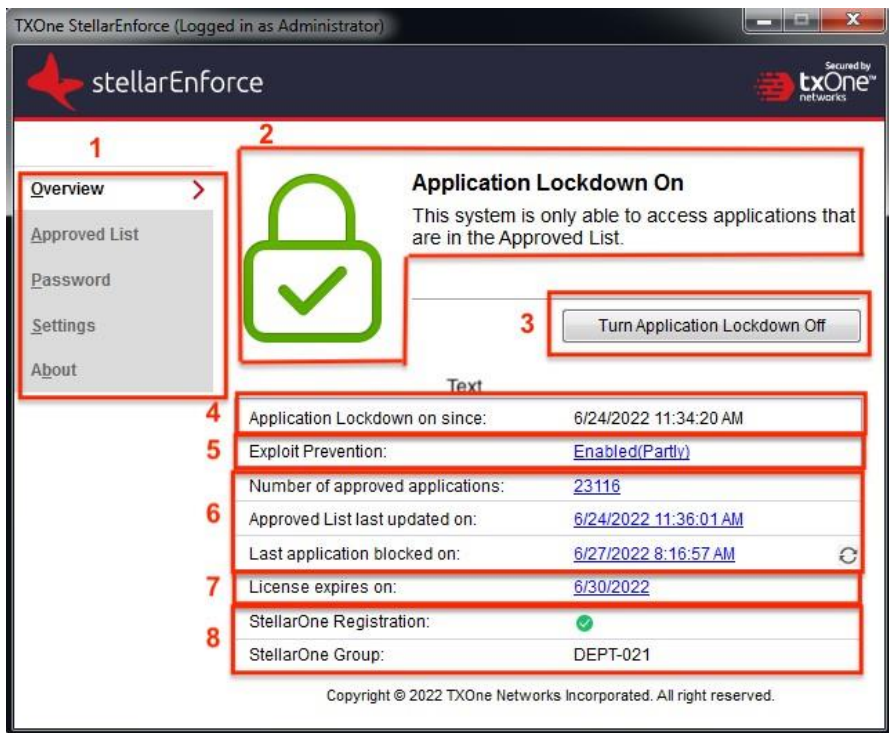 TXOne StellarEnforce (Logged in as Administrator)
stellarEnforce
Secured by
txOne™
networks
1
2
Overview
Approved List
Password
Settings
About
Application Lockdown On
This system is only able to access applications that
are in the Approved List.
3
Turn Application Lockdown Off
Text
4
Application Lockdown on since: 6/24/2022 11:34:20 AM
5
Exploit Prevention: Enabled(Partly)
6
Number of approved applications: 23116
Approved List last updated on: 6/24/2022 11:36:01 AM
Last application blocked on: 6/27/2022 8:16:57 AM
7
License expires on: 6/30/2022
8
StellarOne Registration:
StellarOne Group: DEPT-021
Copyright © 2022 TXOne Networks Incorporated. All right reserved.